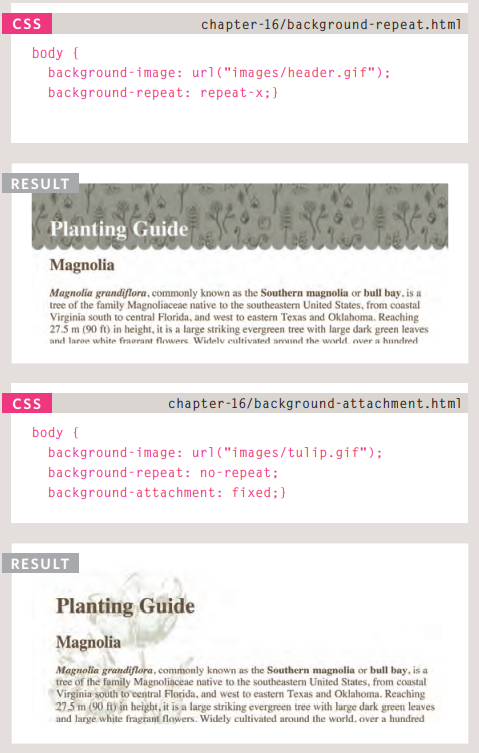 CSS
chapter-16/background-repeat.html
body {
background-image: url("images/header.gif");
background-repeat: repeat-x;}
RESULT
Planting Guide
Magnolia
Magnolia grandiflora, commonly known as the Southern magnolia or bull bay, is a
tree of the family Magnoliaceae native to the southeastern United States, from coastal
Virginia south to central Florida, and west to eastern Texas and Oklahoma. Reaching
27.5 m (90 ft) in height, it is a large striking evergreen tree with large dark green leaves
and large white fragrant flowers. Widely cultivated around the world, over a hundred
CSS
chapter-16/background-attachment.html
body {
background-image: url("images/tulip.gif");
background-repeat: no-repeat;
background-attachment: fixed;}
RESULT
Planting Guide
Magnolia
Magnolia grandiflora, commonly known as the Southern magnolia or bull bay, is a
tree of the family Magnoliaceae native to the southeastern United States, from coastal
Virginia south to central Florida, and west to eastern Texas and Oklahoma. Reaching
27.5 m (90 ft) in height, it is a large striking evergreen tree with large dark green leaves
and large white fragrant flowers. Widely cultivated around the world, over a hundred